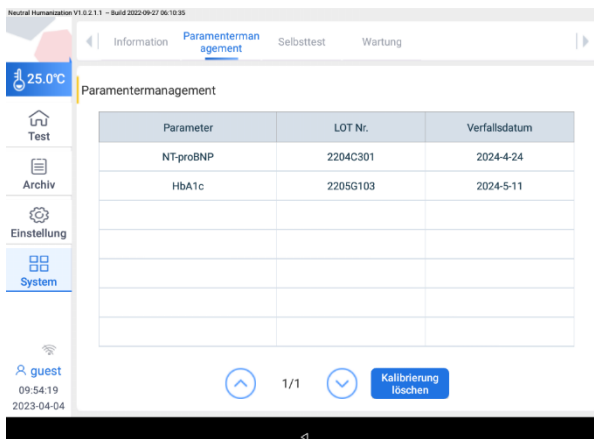 Neutral Humanization V1.0.2.1.1 - Build 2022-09-27 06:10:35
Information
Paramenterman
agement
Selbsttest
Wartung
25.0°C
Paramentermanagement
Parameter LOT Nr. Verfallsdatum
NT-proBNP 2204C301 2024-4-24
HbA1c 2205G103 2024-5-11
Test
Archiv
Einstellung
System
guest
09:54:19
2023-04-04
1/1
Kalibrierung
löschen